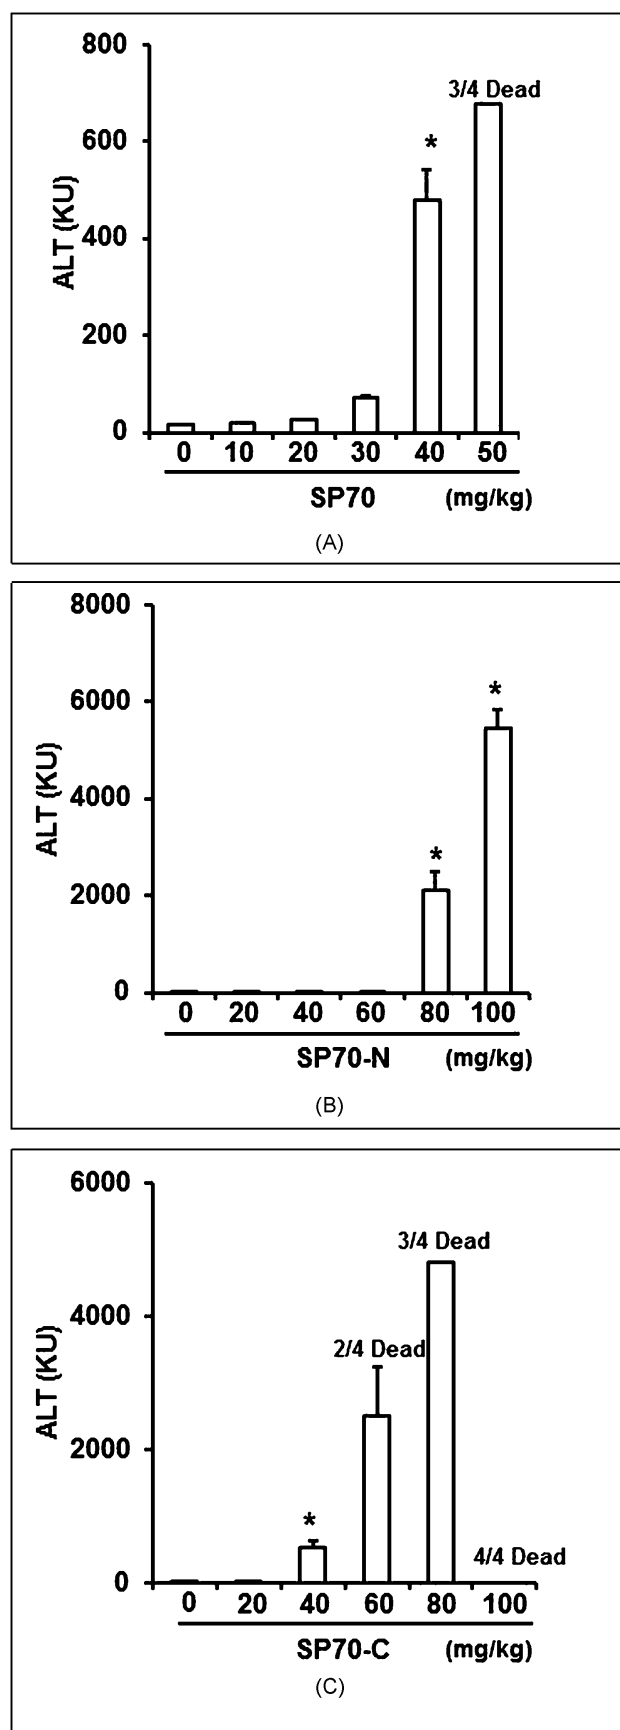 800
3/4 Dead
*
600
ALT (KU)
400
200
0
0 10 20 30 40 50
SP70 (mg/kg)
(A)
8000
6000
*
ALT (KU)
4000
*
2000
0
0 20 40 60 80 100
SP70-N (mg/kg)
(B)
6000
3/4 Dead
4000
2/4 Dead
ALT (KU)
2000
*
4/4 Dead
0
0 20 40 60 80 100
SP70-C (mg/kg)
(C)